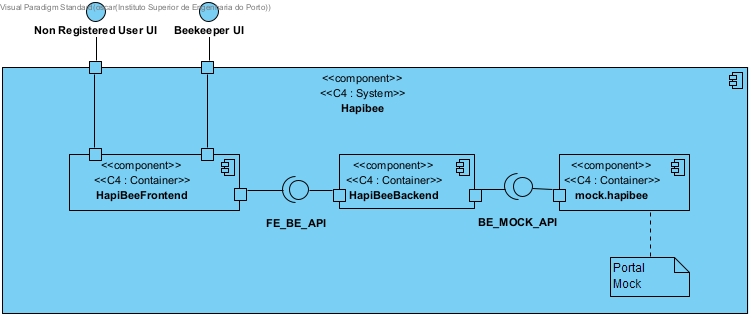 Visual Paradigm Standard(oscar(Instituto Superior de Engenharia do Porto))
Non Registered User UI
Beekeeper UI
<<component>>
<<C4 : System>>
Hapibee
<<component>>
<<C4 : Container>>
HapiBeeFrontend
FE_BE_API
<<component>>
<<C4 : Container>>
HapiBeeBackend
BE_MOCK_API
<<component>>
<<C4 : Container>>
mock.hapibee
Portal
Mock